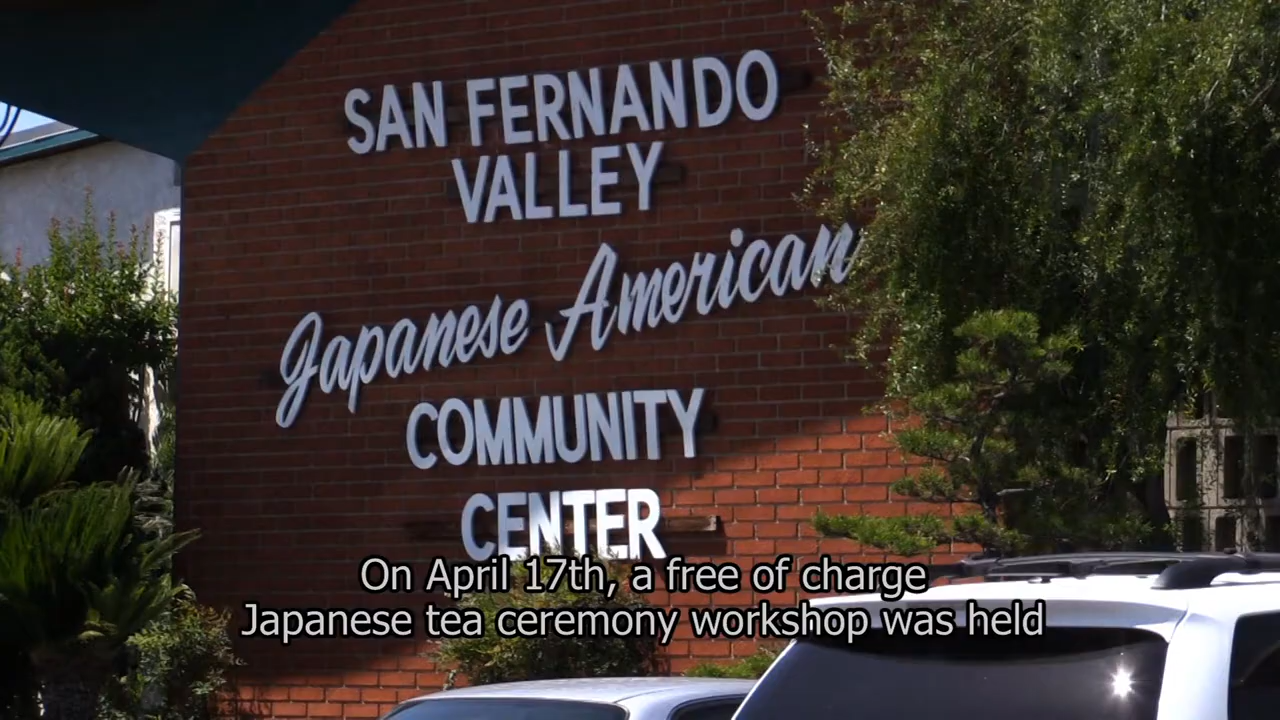 SAN FERNANDO
VALLEY
Japanese American
COMMUNITY
CENTER
On April 17th, a free of charge
Japanese tea ceremony workshop was held